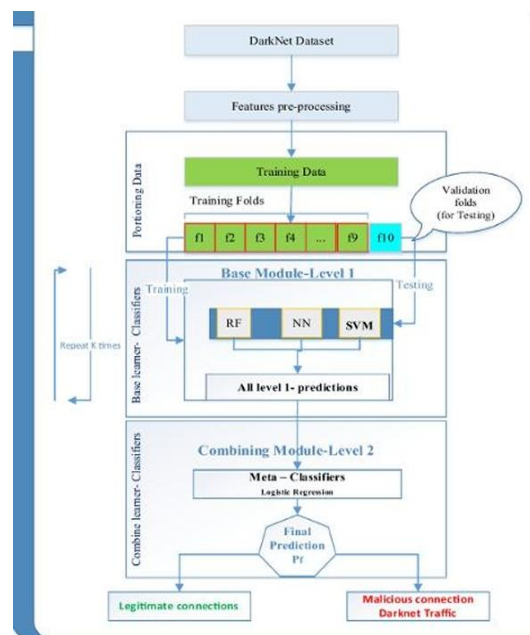 DarkNet Dataset
Features pre-processing
Portioning Data
Training Data
Validation
folds
(for Testing)
Training Folds
f1 f2 f3 f4 ... f9 f10
Base learner- Classifiers
Base Module-Level 1
Training
Testing
Repeat K times
RF NN SVM
All level 1- predictions
Combine learner- Classifiers
Combining Module-Level 2
Meta – Classifiers
Logistic Regression
Final
Prediction
Pf
Legitimate connections
Malicious connection
Darknet Traffic